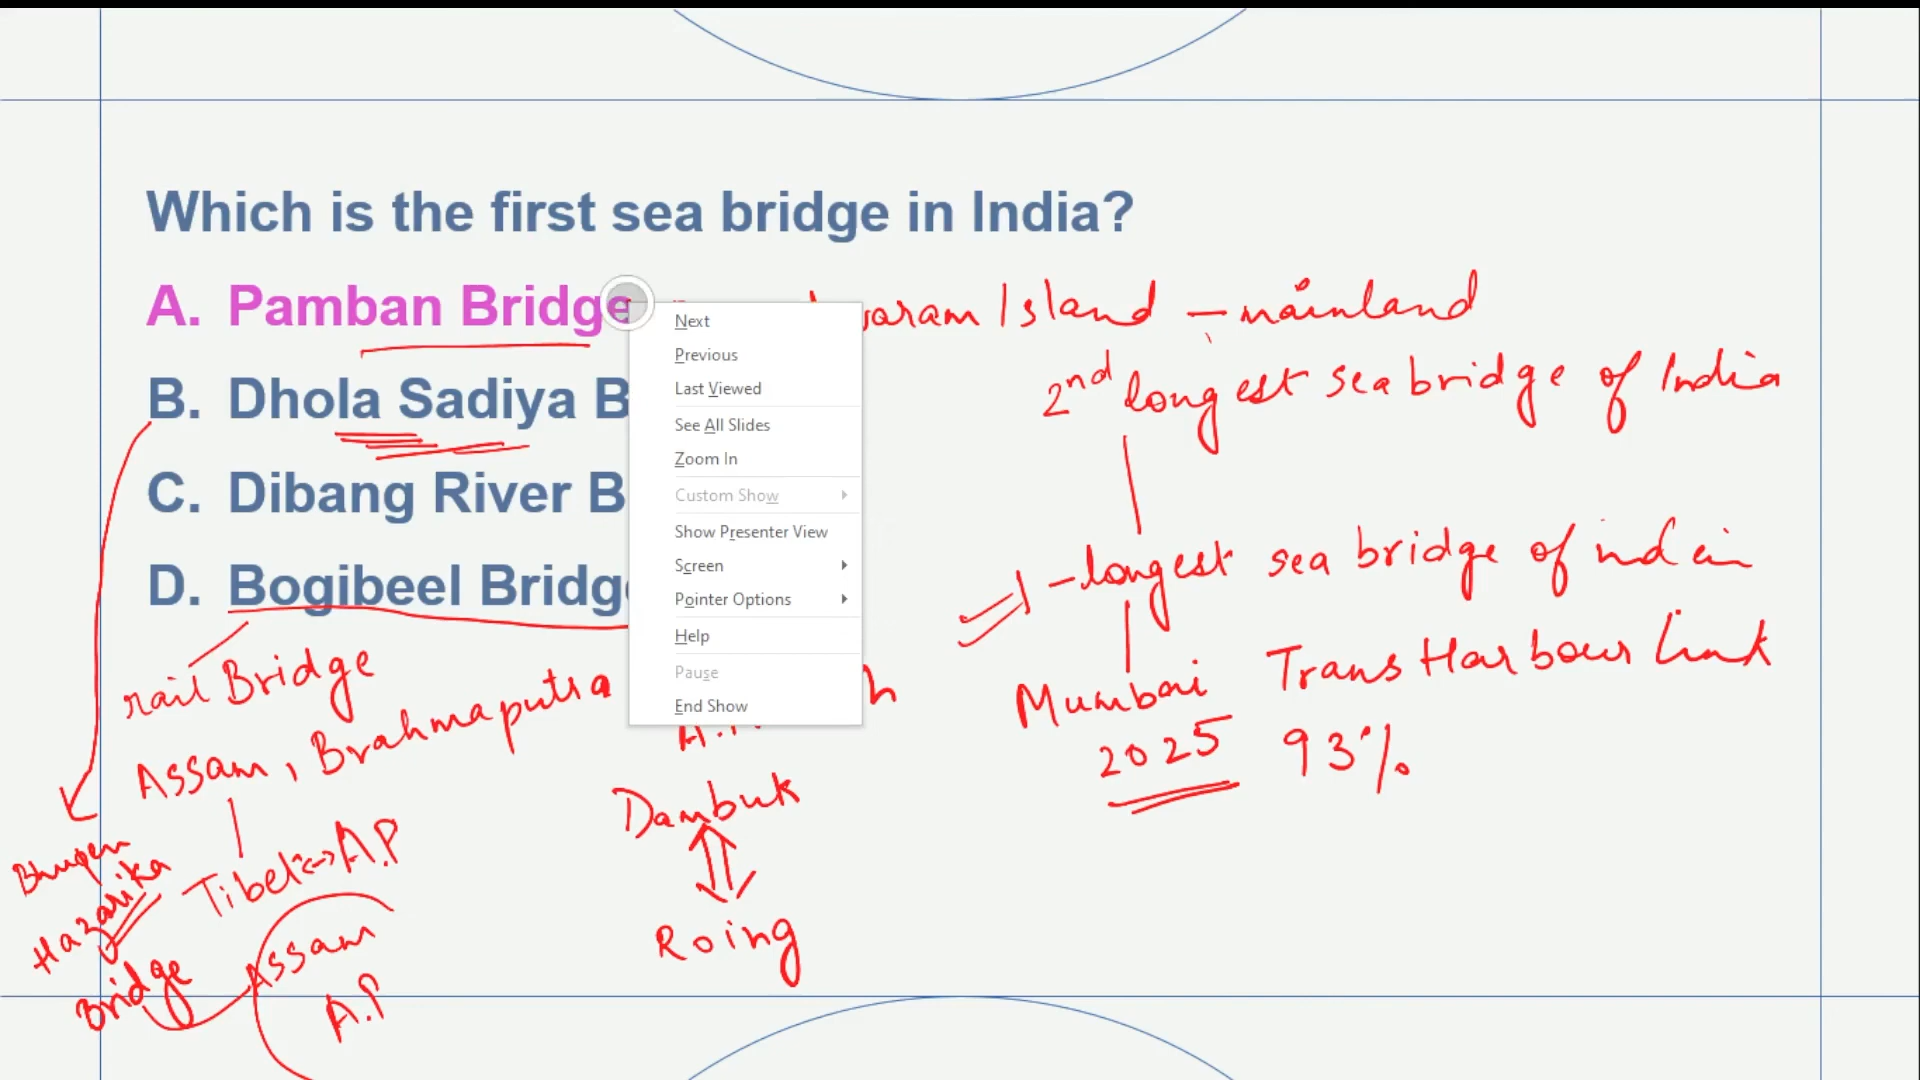 Which is the first sea bridge in India?
A. Pamban Bridge
aram Island - mainland
2nd longest sea bridge of India
B. Dhola Sadiya B
C. Dibang River B
D. Bogibeel Bridge
Next
Previous
Last Viewed
See All Slides
Zoom In
Custom Show
Show Presenter View
Screen
Pointer Options
Help
Pause
End Show
- longest sea bridge of
Mumbai Trans Harbour Link
2025 93%
rail Bridge
Assam, Brahmaputra
Tibet <-> A.P
Assam
A.P
Bhupen
Hazarika
Bridge
Dambuk
Roing